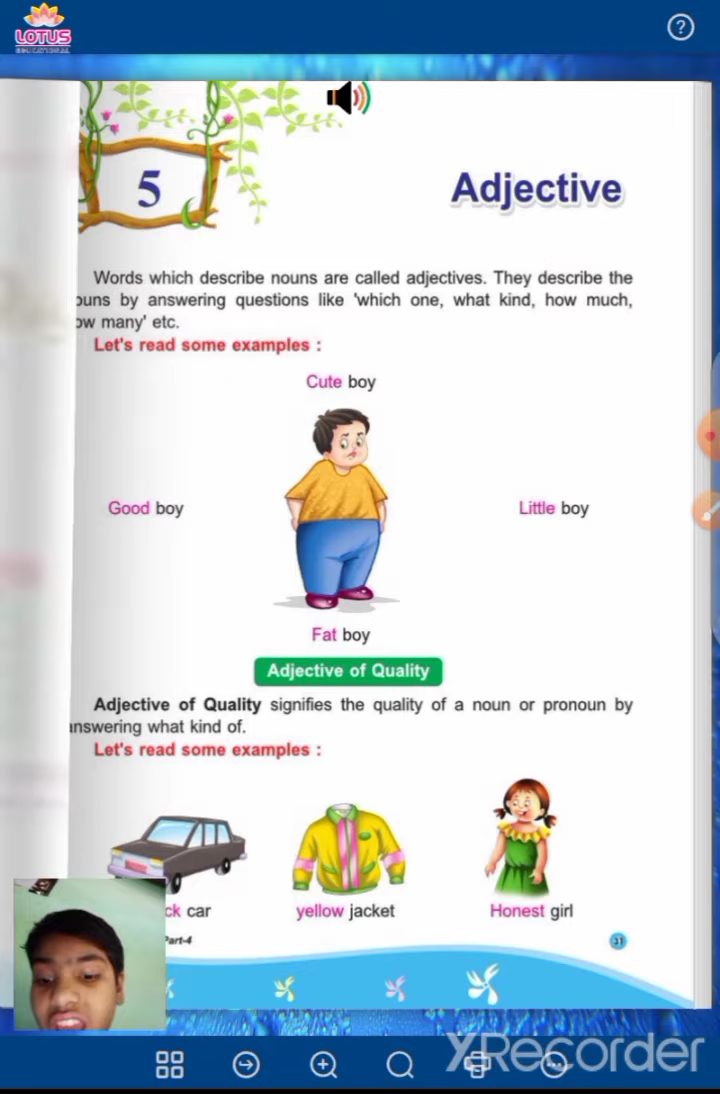 LOTUS
EDUCATIONAL
?
5
Adjective
Words which describe nouns are called adjectives. They describe the
ouns by answering questions like 'which one, what kind, how much,
ow many' etc.
Let's read some examples :
Cute boy
Good boy
Little boy
Fat boy
Adjective of Quality
Adjective of Quality signifies the quality of a noun or pronoun by
answering what kind of.
Let's read some examples :
ck car
yellow jacket
Honest girl
Part-4
31
XRecorder